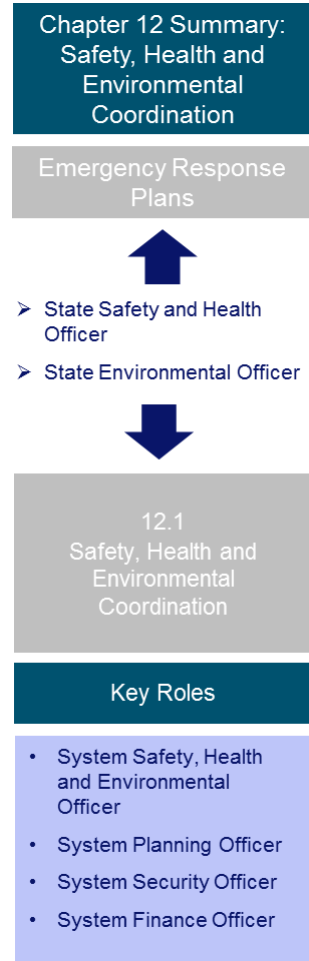 Chapter 12 Summary:
Safety, Health and
Environmental
Coordination
Emergency Response
Plans
➢ State Safety and Health
Officer
➢ State Environmental Officer
12.1
Safety, Health and
Environmental
Coordination
Key Roles
• System Safety, Health
and Environmental
Officer
• System Planning Officer
• System Security Officer
• System Finance Officer